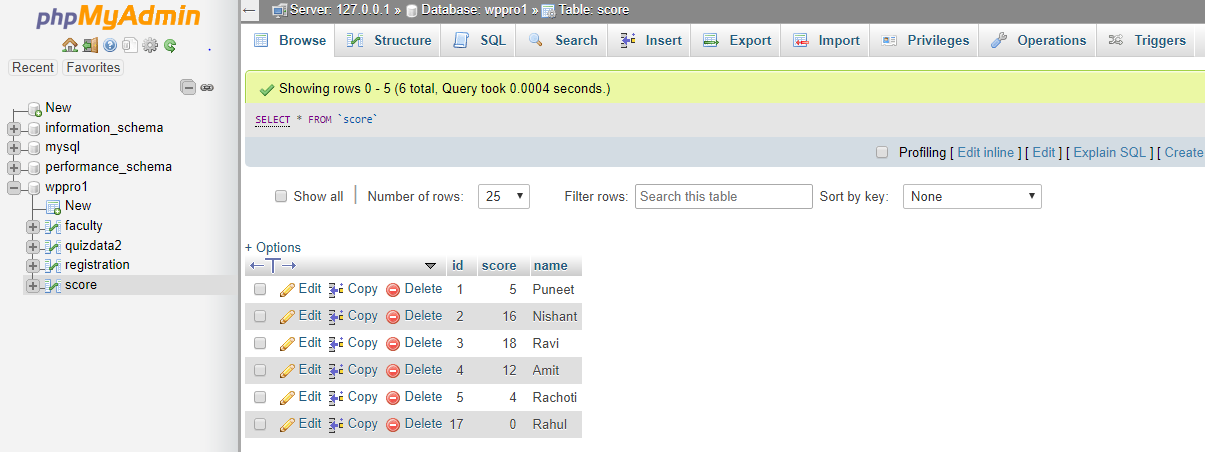 phpMyAdmin
Recent Favorites
New
information_schema
mysql
performance_schema
wppro1
New
faculty
quizdata2
registration
score
Server: 127.0.0.1 » Database: wppro1 » Table: score
Browse Structure SQL Search Insert Export Import Privileges Operations Triggers
Showing rows 0 - 5 (6 total, Query took 0.0004 seconds.)
SELECT * FROM `score`
Profiling [ Edit inline ] [ Edit ] [ Explain SQL ] [ Create
Show all | Number of rows: 25 Filter rows: Search this table Sort by key: None
+ Options
←T→ id score name
Edit Copy Delete 1 5 Puneet
Edit Copy Delete 2 16 Nishant
Edit Copy Delete 3 18 Ravi
Edit Copy Delete 4 12 Amit
Edit Copy Delete 5 4 Rachoti
Edit Copy Delete 17 0 Rahul